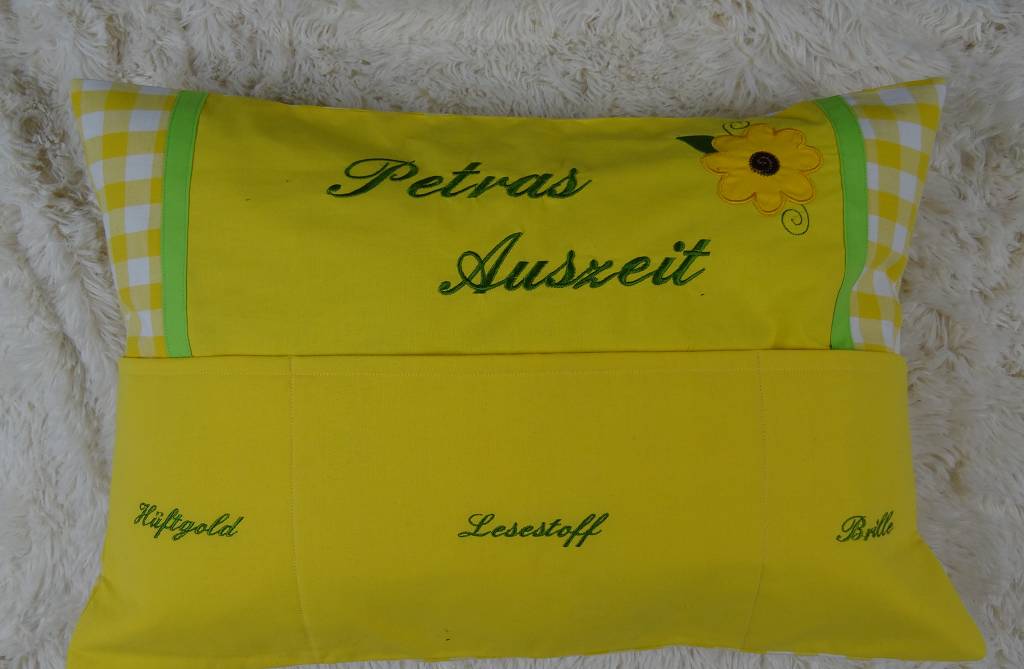 Petras
Auszeit
Hüftgold Lesestoff Brille